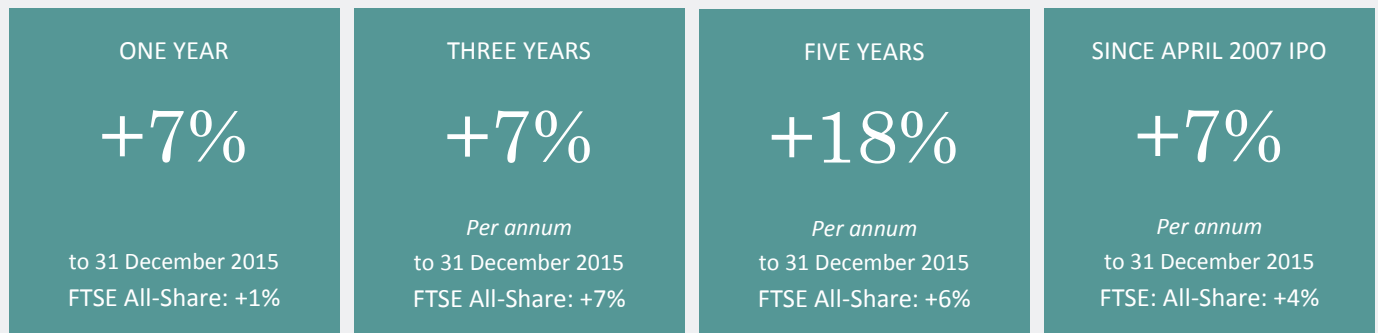 ONE YEAR
+7%
to 31 December 2015
FTSE All-Share: +1%
THREE YEARS
+7%
Per annum
to 31 December 2015
FTSE All-Share: +7%
FIVE YEARS
+18%
Per annum
to 31 December 2015
FTSE All-Share: +6%
SINCE APRIL 2007 IPO
+7%
Per annum
to 31 December 2015
FTSE: All-Share: +4%